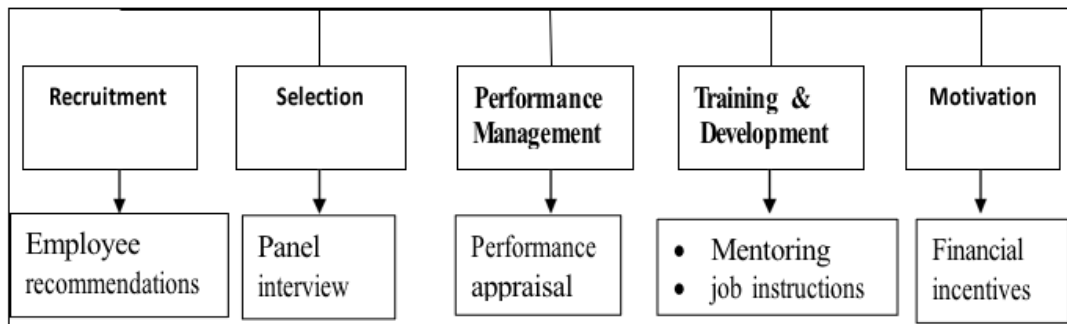 Recruitment
Selection
Performance
Management
Training &
Development
Motivation
Employee
recommendations
Panel
interview
Performance
appraisal
• Mentoring
• job instructions
Financial
incentives